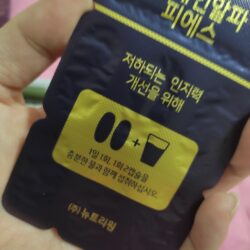 피에스
저하되는 인지력
개선을 위해
1일 1회, 1회 2캡슐을
충분한 물과 함께 섭취하십시오.
(주)뉴트라원